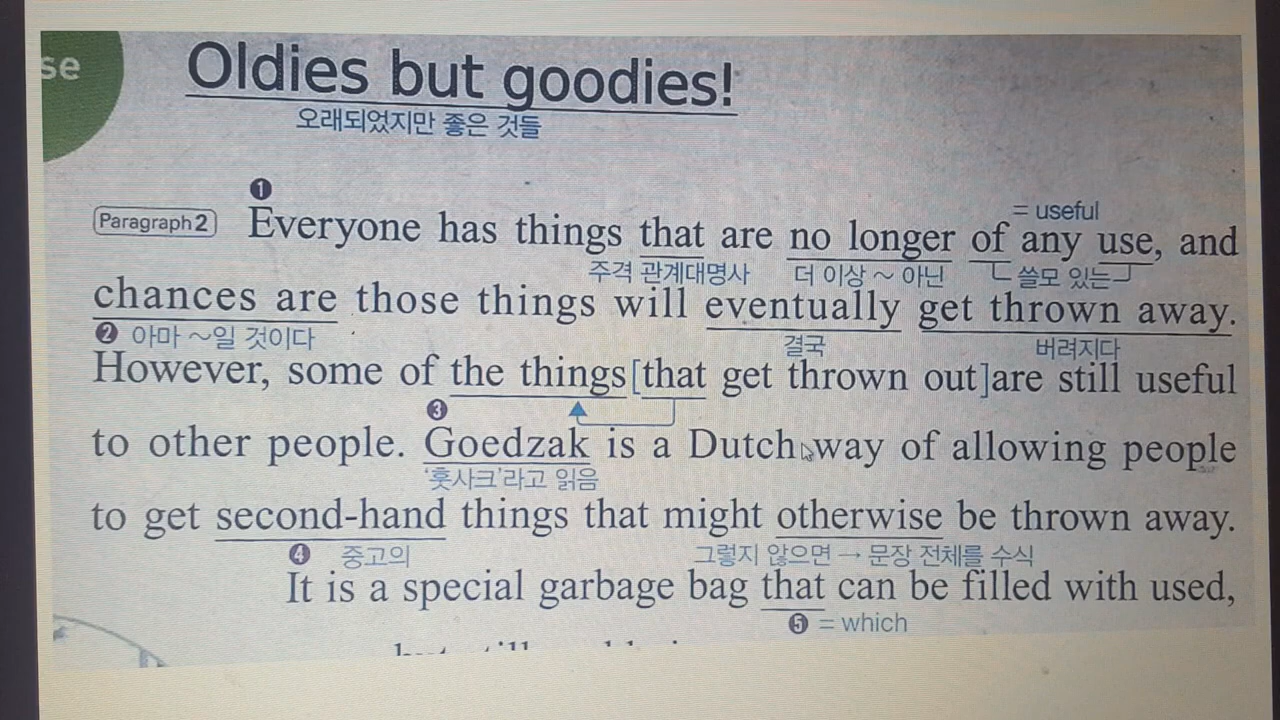 se
Oldies but goodies!
오래되었지만 좋은 것들
❶
= useful
Paragraph 2 Everyone has things that are no longer of any use, and
주격 관계대명사 더 이상 ~ 아닌 쓸모 있는
chances are those things will eventually get thrown away.
❷ 아마 ~일 것이다 결국 버려지다
However, some of the things[that get thrown out]are still useful
❸
to other people. Goedzak is a Dutch way of allowing people
'훗사크'라고 읽음
to get second-hand things that might otherwise be thrown away.
❹ 중고의 그렇지 않으면 → 문장 전체를 수식
It is a special garbage bag that can be filled with used,
❺ = which